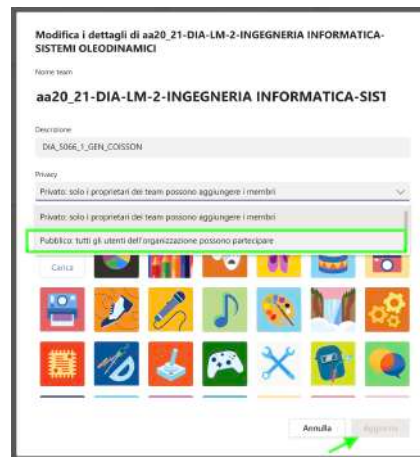 Modifica i dettagli di aa20_21-DIA-LM-2-INGEGNERIA INFORMATICA-
SISTEMI OLEODINAMICI
Nome team
aa20_21-DIA-LM-2-INGEGNERIA INFORMATICA-SIST
Descrizione
DIA_5066_1_GEN_COISSON
Privacy
Privato: solo i proprietari dei team possono aggiungere i membri
Privato: solo i proprietari dei team possono aggiungere i membri
Pubblico: tutti gli utenti dell'organizzazione possono partecipare
Carica
Annulla
Aggiorna